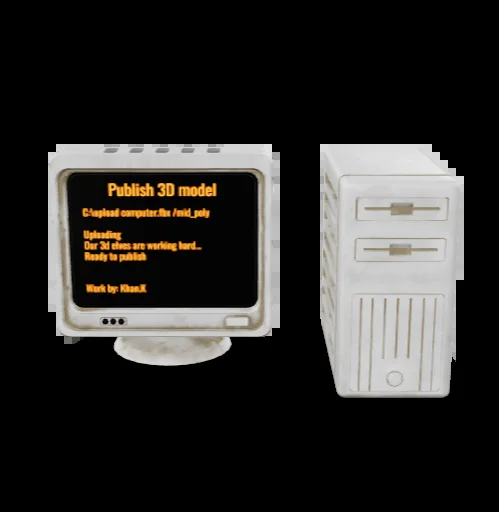 Publish 3D model
C:\upload computer.fbx /mid_poly
Uploading
Our 3d elves are working hard...
Ready to publish
Work by: Khan.K